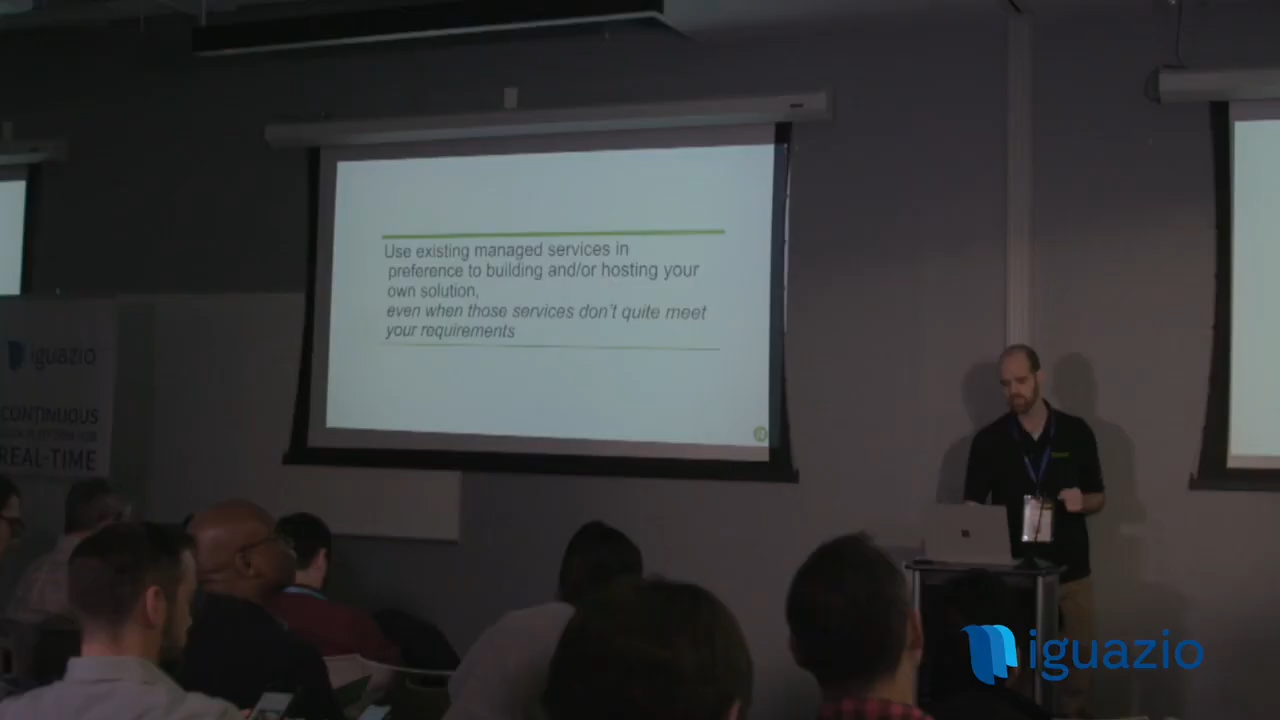 Use existing managed services in
preference to building and/or hosting your
own solution,
even when those services don't quite meet
your requirements
iguazio
CONTINUOUS
REAL-TIME
iguazio